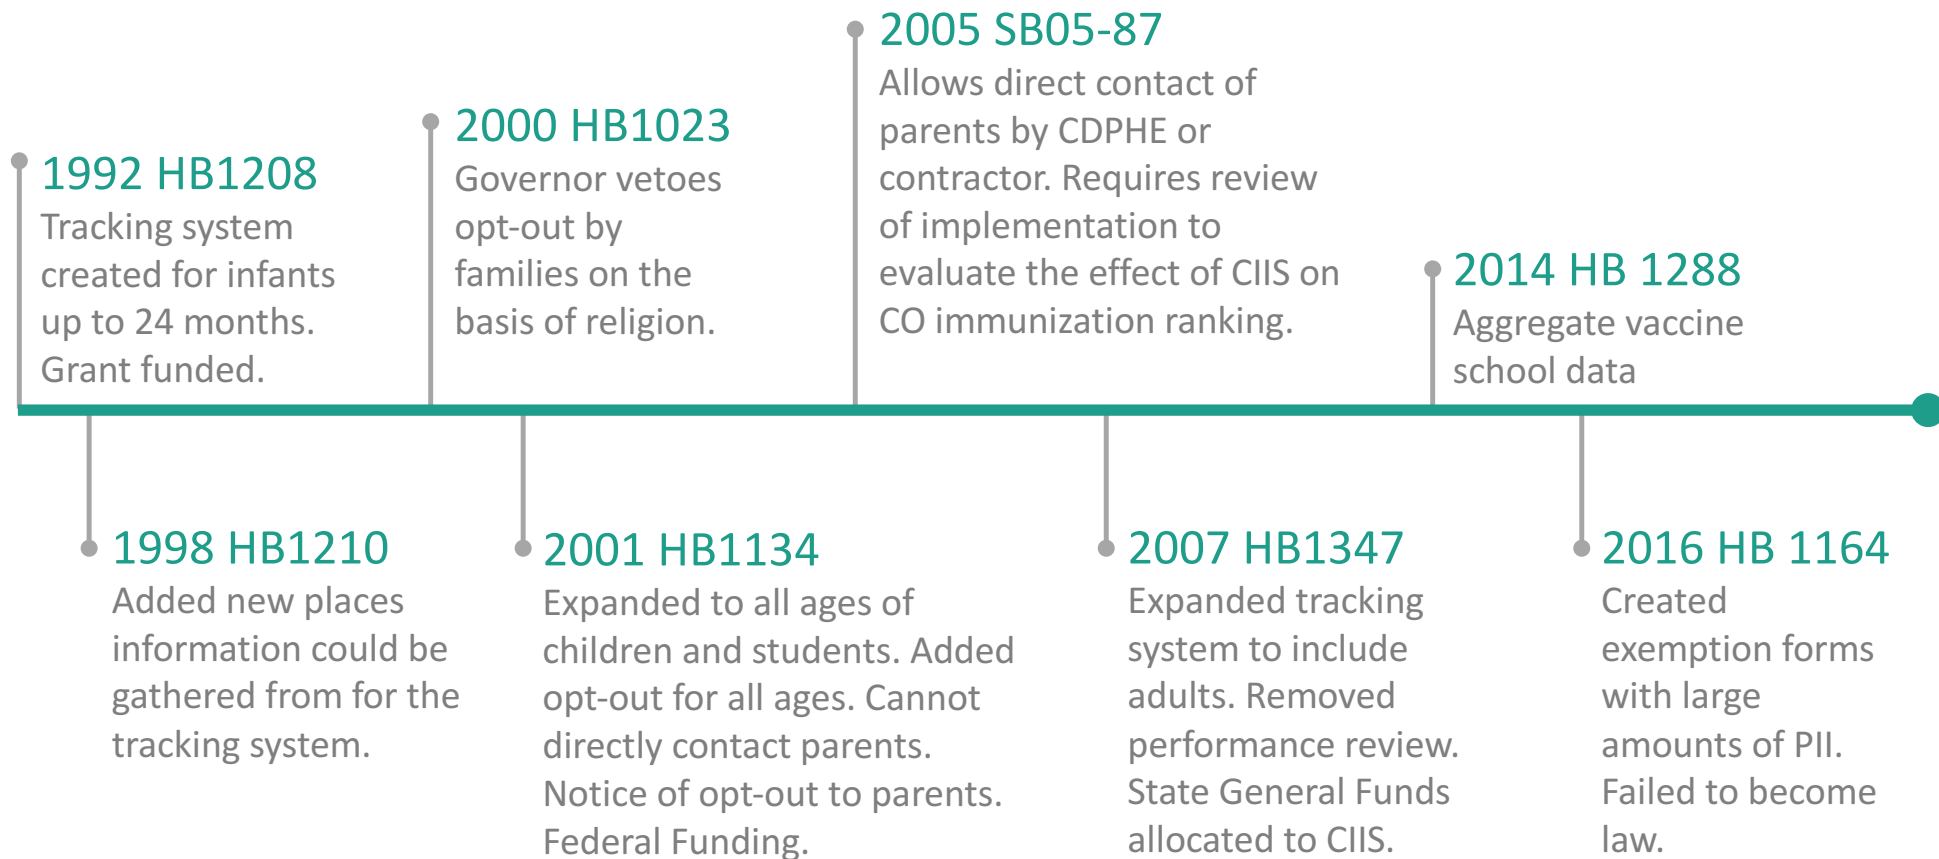 1992 HB1208
Tracking system
created for infants
up to 24 months.
Grant funded.
1998 HB1210
Added new places
information could be
gathered from for the
tracking system.
2000 HB1023
Governor vetoes
opt-out by
families on the
basis of religion.
2001 HB1134
Expanded to all ages of
children and students. Added
opt-out for all ages. Cannot
directly contact parents.
Notice of opt-out to parents.
Federal Funding.
2005 SB05-87
Allows direct contact of
parents by CDPHE or
contractor. Requires review
of implementation to
evaluate the effect of CIIS on
CO immunization ranking.
2007 HB1347
Expanded tracking
system to include
adults. Removed
performance review.
State General Funds
allocated to CIIS.
2014 HB 1288
Aggregate vaccine
school data
2016 HB 1164
Created
exemption forms
with large
amounts of PII.
Failed to become
law.